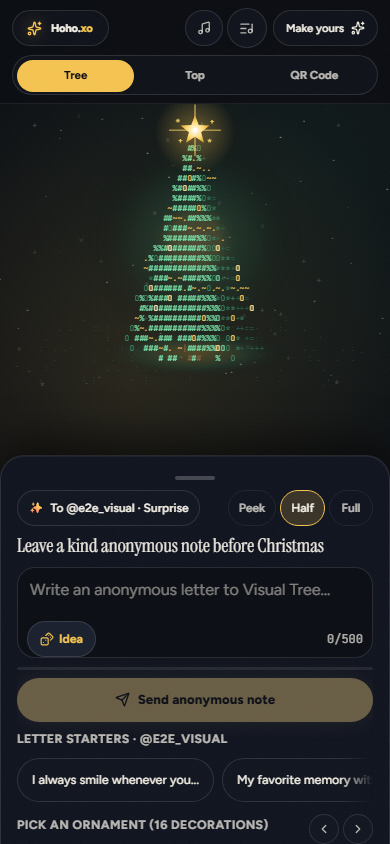 Hoho.xo
Make yours
Tree
Top
QR Code
To @e2e_visual · Surprise
Peek
Half
Full
Leave a kind anonymous note before Christmas
Write an anonymous letter to Visual Tree...
Idea
0/500
Send anonymous note
LETTER STARTERS · @E2E_VISUAL
I always smile whenever you...
My favorite memory wit
PICK AN ORNAMENT (16 DECORATIONS)